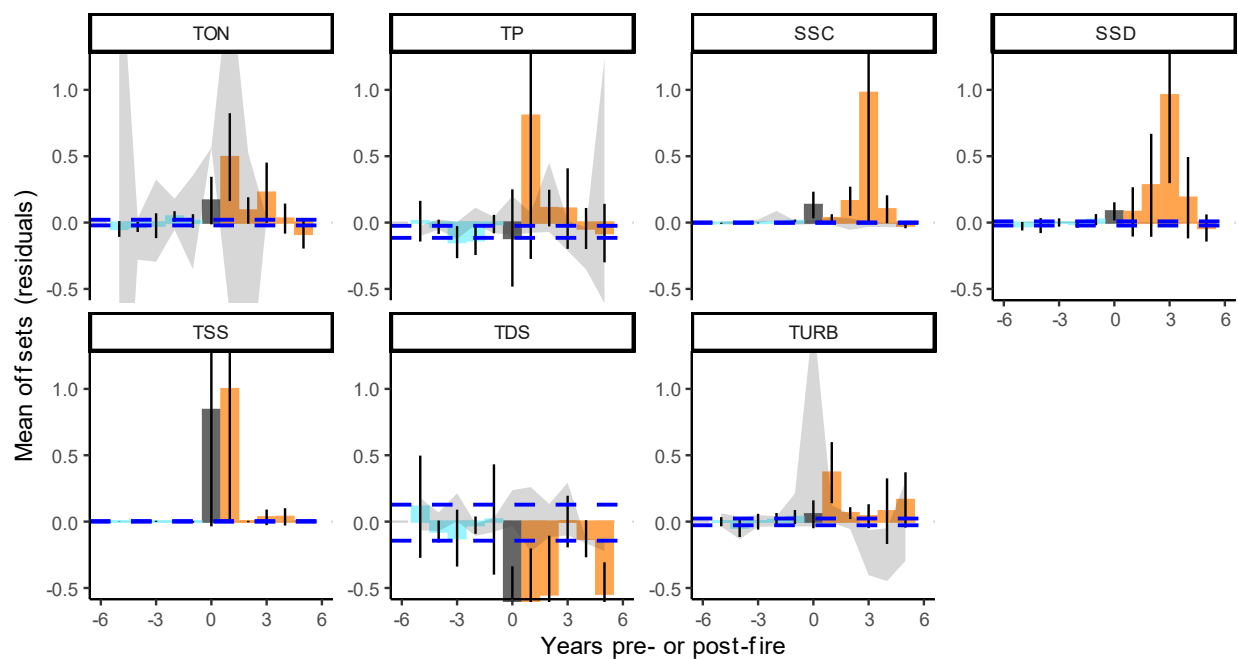 TON TP SSC SSD
1.0 1.0 1.0 1.0
0.5 0.5 0.5 0.5
0.0 0.0 0.0 0.0
-0.5 -0.5 -0.5 -0.5
-6 -3 0 3 6
TSS TDS TURB
1.0 1.0 1.0
0.5 0.5 0.5
0.0 0.0 0.0
-0.5 -0.5 -0.5
-6 -3 0 3 6 -6 -3 0 3 6 -6 -3 0 3 6
Mean offsets (residuals)
Years pre- or post-fire